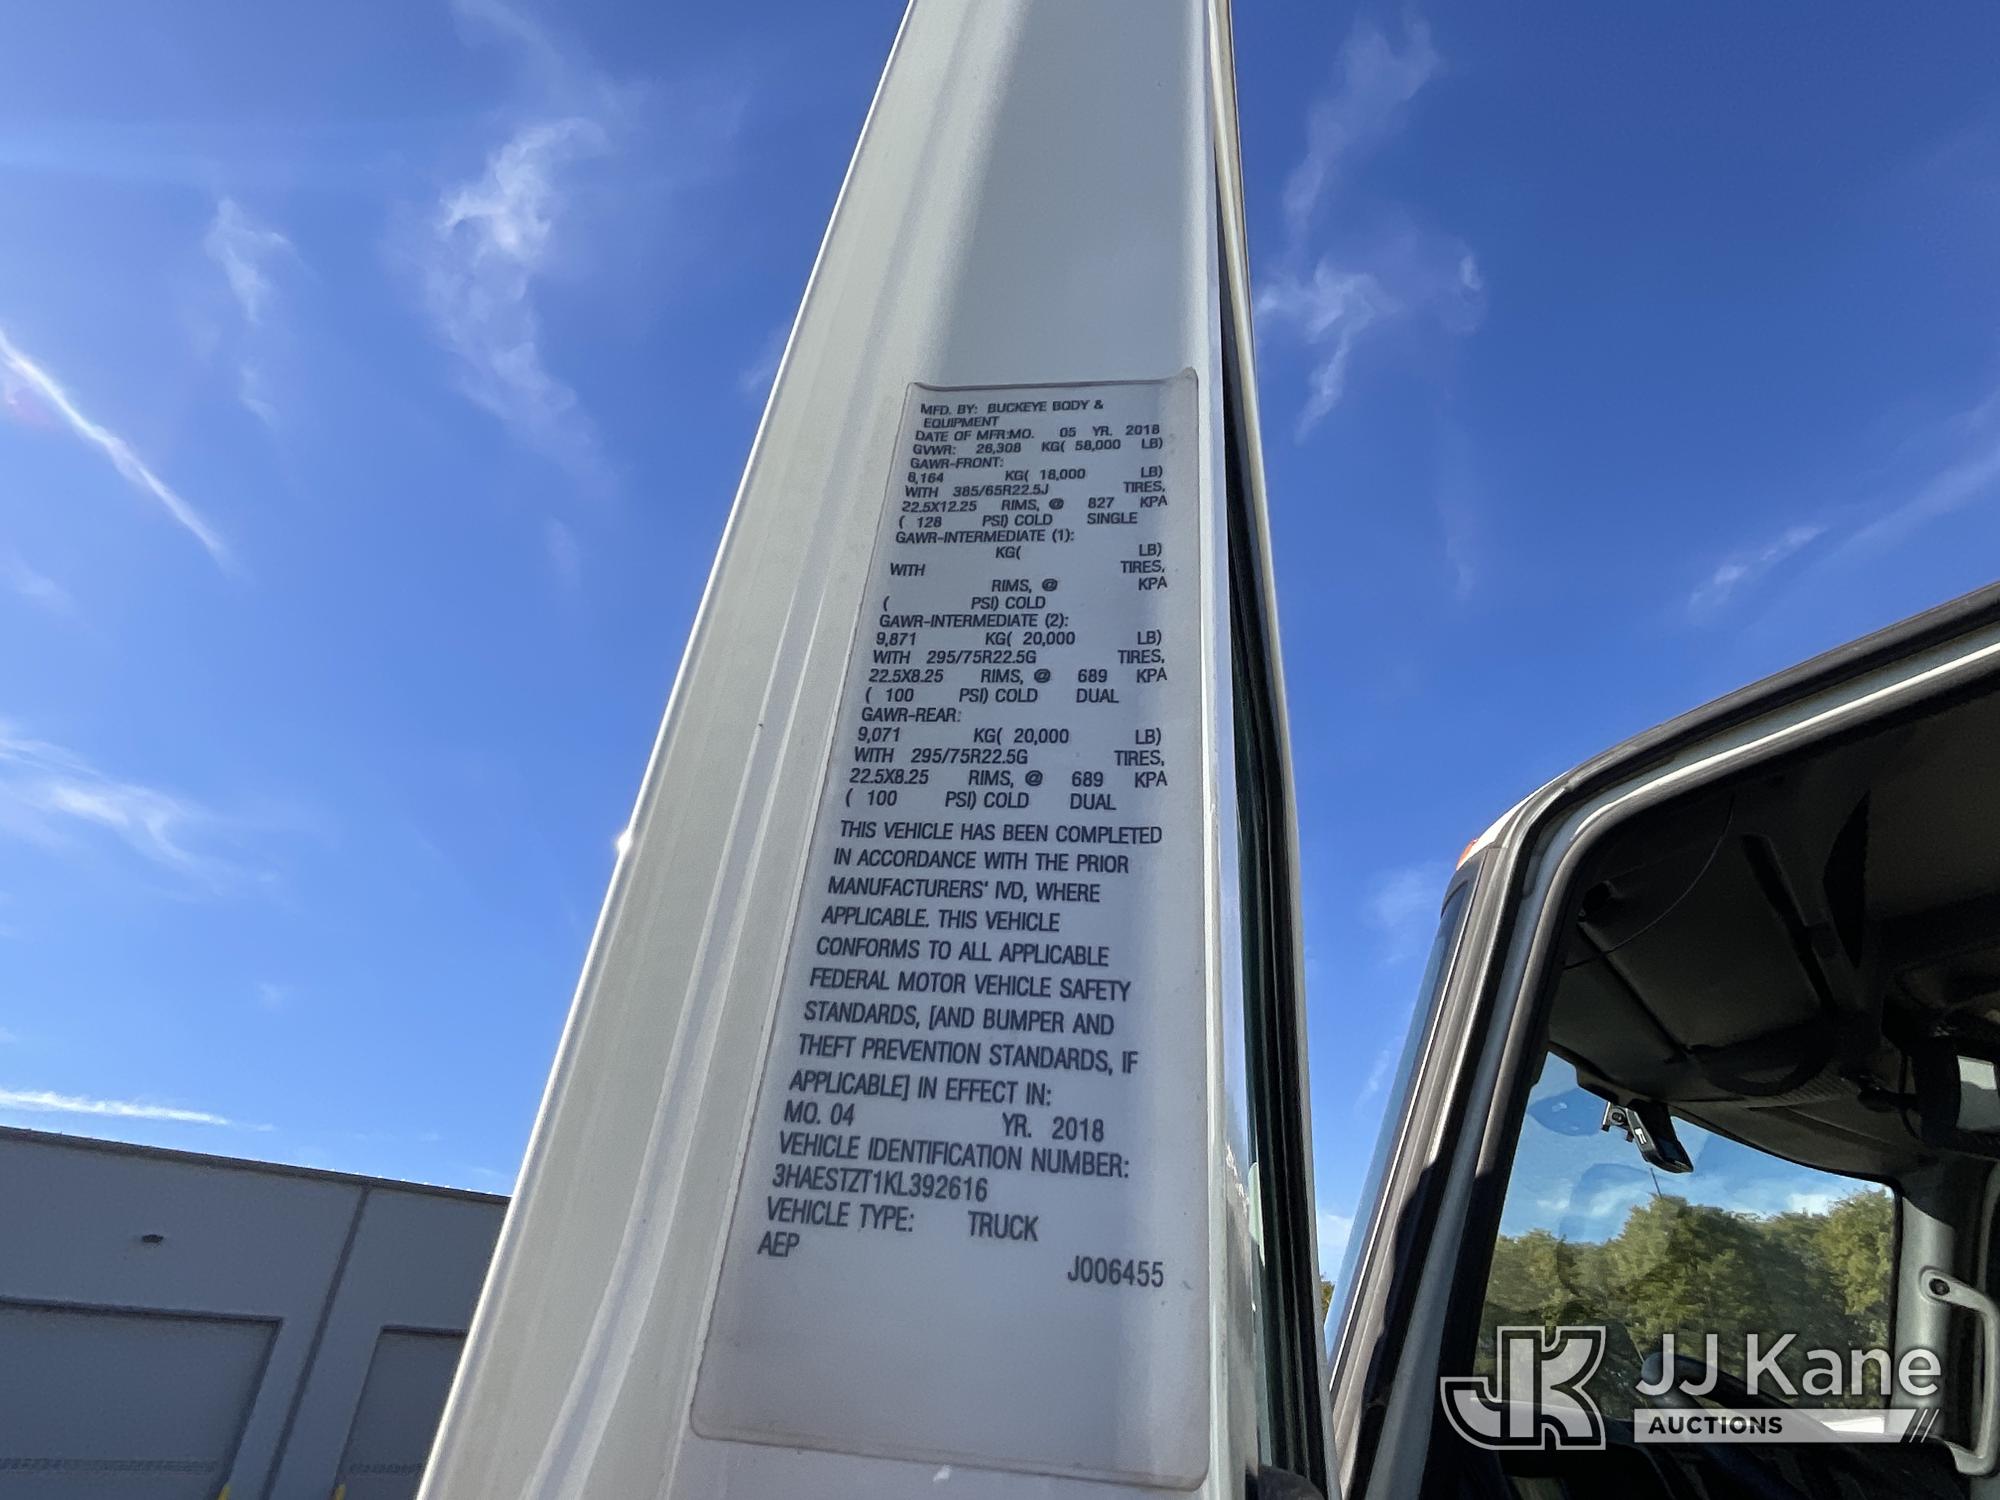 MFD. BY: BUCKEYE BODY &
EQUIPMENT
DATE OF MFR:MO. 05 YR. 2018
GVWR: 26,308 KG( 58,000 LB)
GAWR-FRONT:
8,164 KG( 18,000 LB)
WITH 385/65R22.5J TIRES,
22.5X12.25 RIMS, @ 827 KPA
( 128 PSI) COLD SINGLE
GAWR-INTERMEDIATE (1):
KG( LB)
WITH TIRES,
RIMS, @ KPA
( PSI) COLD
GAWR-INTERMEDIATE (2):
9,871 KG( 20,000 LB)
WITH 295/75R22.5G TIRES,
22.5X8.25 RIMS, @ 689 KPA
( 100 PSI) COLD DUAL
GAWR-REAR:
9,071 KG( 20,000 LB)
WITH 295/75R22.5G TIRES,
22.5X8.25 RIMS, @ 689 KPA
( 100 PSI) COLD DUAL
THIS VEHICLE HAS BEEN COMPLETED
IN ACCORDANCE WITH THE PRIOR
MANUFACTURERS' IVD, WHERE
APPLICABLE. THIS VEHICLE
CONFORMS TO ALL APPLICABLE
FEDERAL MOTOR VEHICLE SAFETY
STANDARDS, [AND BUMPER AND
THEFT PREVENTION STANDARDS, IF
APPLICABLE] IN EFFECT IN:
MO. 04 YR. 2018
VEHICLE IDENTIFICATION NUMBER:
3HAESTZT1KL392616
VEHICLE TYPE: TRUCK
AEP J006455
JK JJ Kane
AUCTIONS